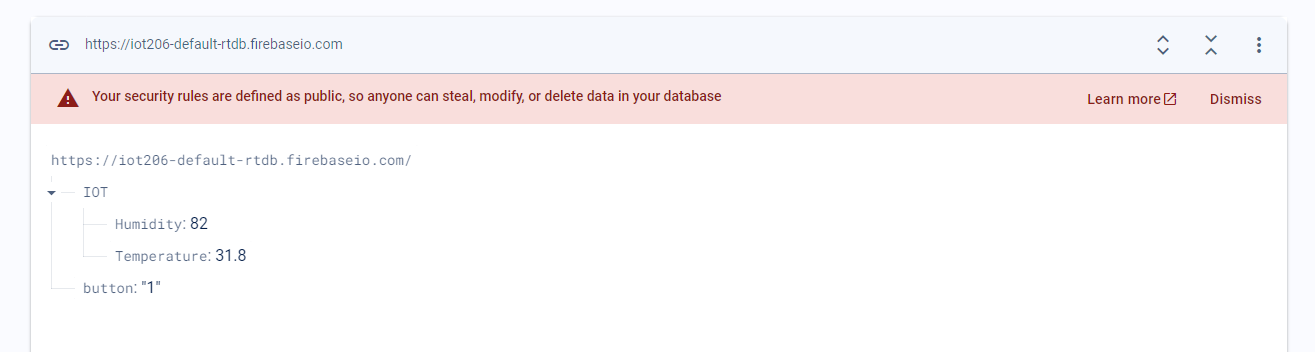 https://iot206-default-rtdb.firebaseio.com
Your security rules are defined as public, so anyone can steal, modify, or delete data in your database
Learn more
Dismiss
https://iot206-default-rtdb.firebaseio.com/
IOT
Humidity: 82
Temperature: 31.8
button: "1"